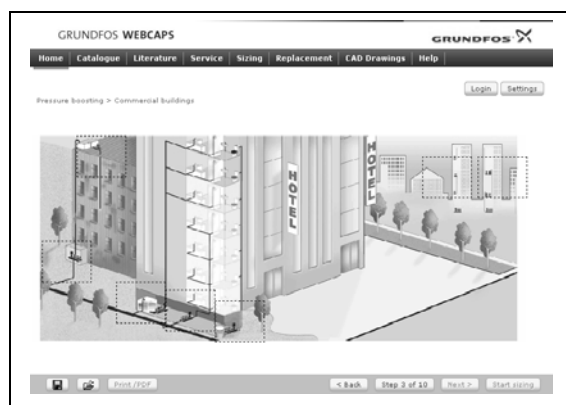 GRUNDFOS WEBCAPS
GRUNDFOS
Home Catalogue Literature Service Sizing Replacement CAD Drawings Help
Login Settings
Pressure boosting > Commercial buildings
HOTEL
HOTEL
Print/PDF < Back Step 3 of 10 Next > Start sizing